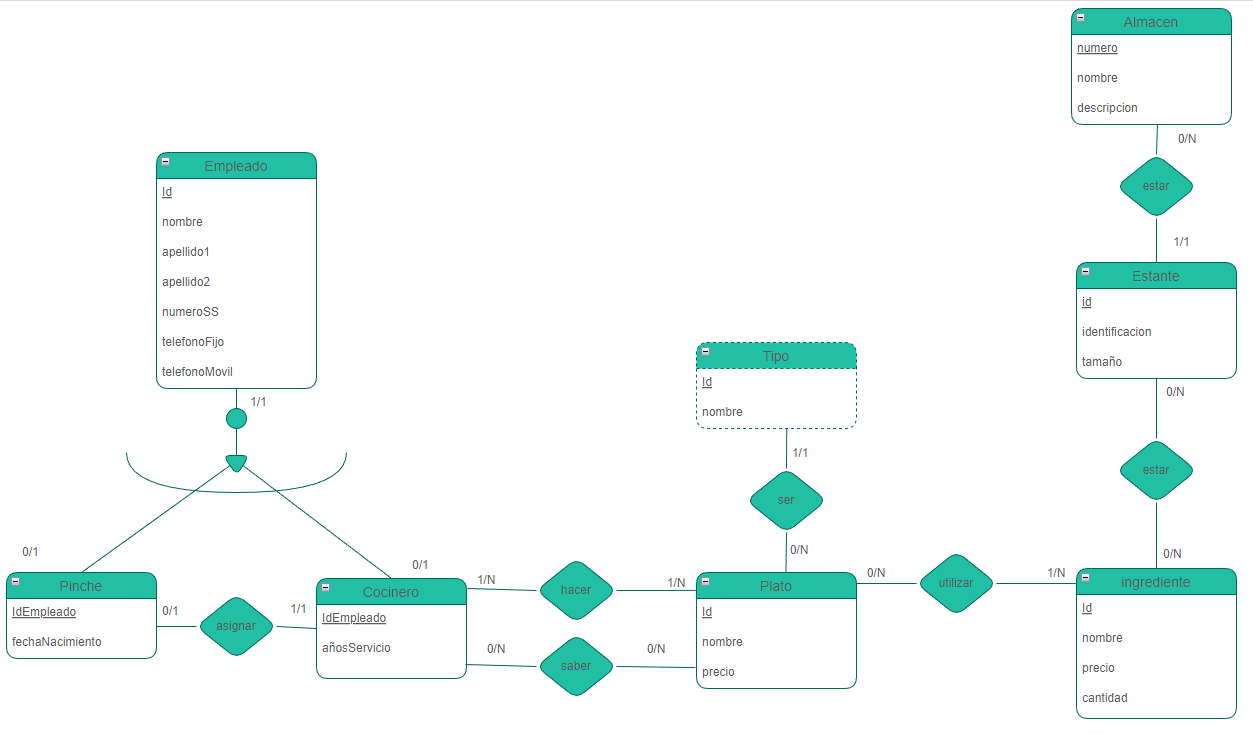 Almacen
numero
nombre
descripcion
0/N
estar
1/1
Estante
id
identificacion
tamaño
0/N
estar
0/N
Empleado
Id
nombre
apellido1
apellido2
numeroSS
telefonoFijo
telefonoMovil
1/1
Tipo
Id
nombre
1/1
ser
0/N
0/1
Pinche
IdEmpleado
fechaNacimiento
0/1
asignar
1/1
0/1
Cocinero
IdEmpleado
añosServicio
1/N
hacer
1/N
0/N
saber
0/N
Plato
Id
nombre
precio
0/N
utilizar
1/N
ingrediente
Id
nombre
precio
cantidad